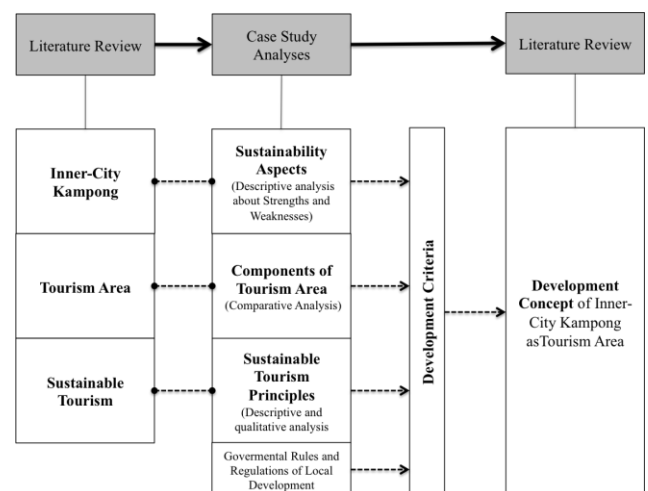 Literature Review
Case Study
Analyses
Literature Review
Inner-City
Kampong
Sustainability
Aspects
(Descriptive analysis
about Strengths and
Weaknesses)
Tourism Area
Components of
Tourism Area
(Comparative Analysis)
Sustainable
Tourism
Sustainable
Tourism
Principles
(Descriptive and
qualitative analysis
Govermental Rules and
Regulations of Local
Development
Development Criteria
Development
Concept of Inner-
City Kampong
asTourism Area